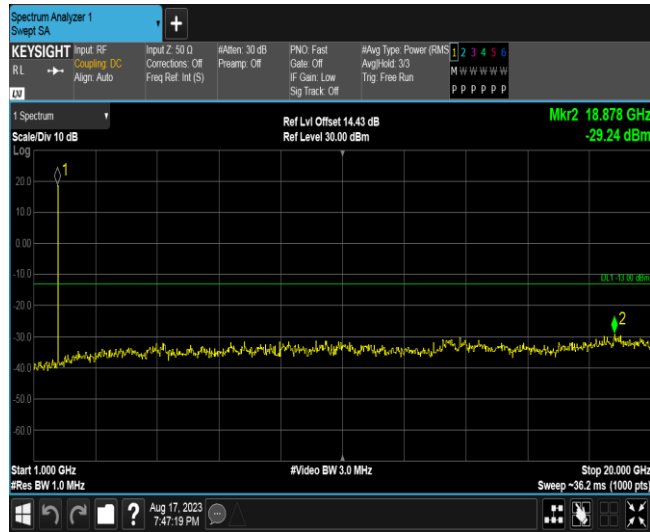 Spectrum Analyzer 1
Swept SA
+
KEYSIGHT
RL
LXI
Input: RF
Coupling: DC
Align: Auto
Input Z: 50 Ω
Corrections: Off
Freq Ref: Int (S)
#Atten: 30 dB
Preamp: Off
PNO: Fast
Gate: Off
IF Gain: Low
Sig Track: Off
#Avg Type: Power (RMS
Avg|Hold: 3/3
Trig: Free Run
1 2 3 4 5 6
M W W W W W
P P P P P P
1 Spectrum
Scale/Div 10 dB
Log
Ref Lvl Offset 14.43 dB
Ref Level 30.00 dBm
Mkr2 18.878 GHz
-29.24 dBm
1
20.0
10.0
0.00
-10.0
DL1 -13.00 dBm
-20.0
2
-30.0
-40.0
-50.0
-60.0
Start 1.000 GHz
#Res BW 1.0 MHz
#Video BW 3.0 MHz
Stop 20.000 GHz
Sweep ~36.2 ms (1000 pts)
?
Aug 17, 2023
7:47:19 PM